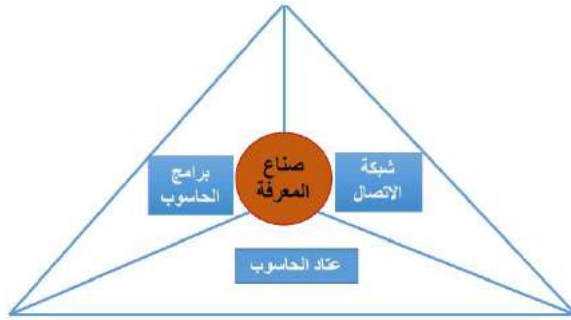 صناع
المعرفة
شبكة
الاتصال
برامج
الحاسوب
عتاد الحاسوب